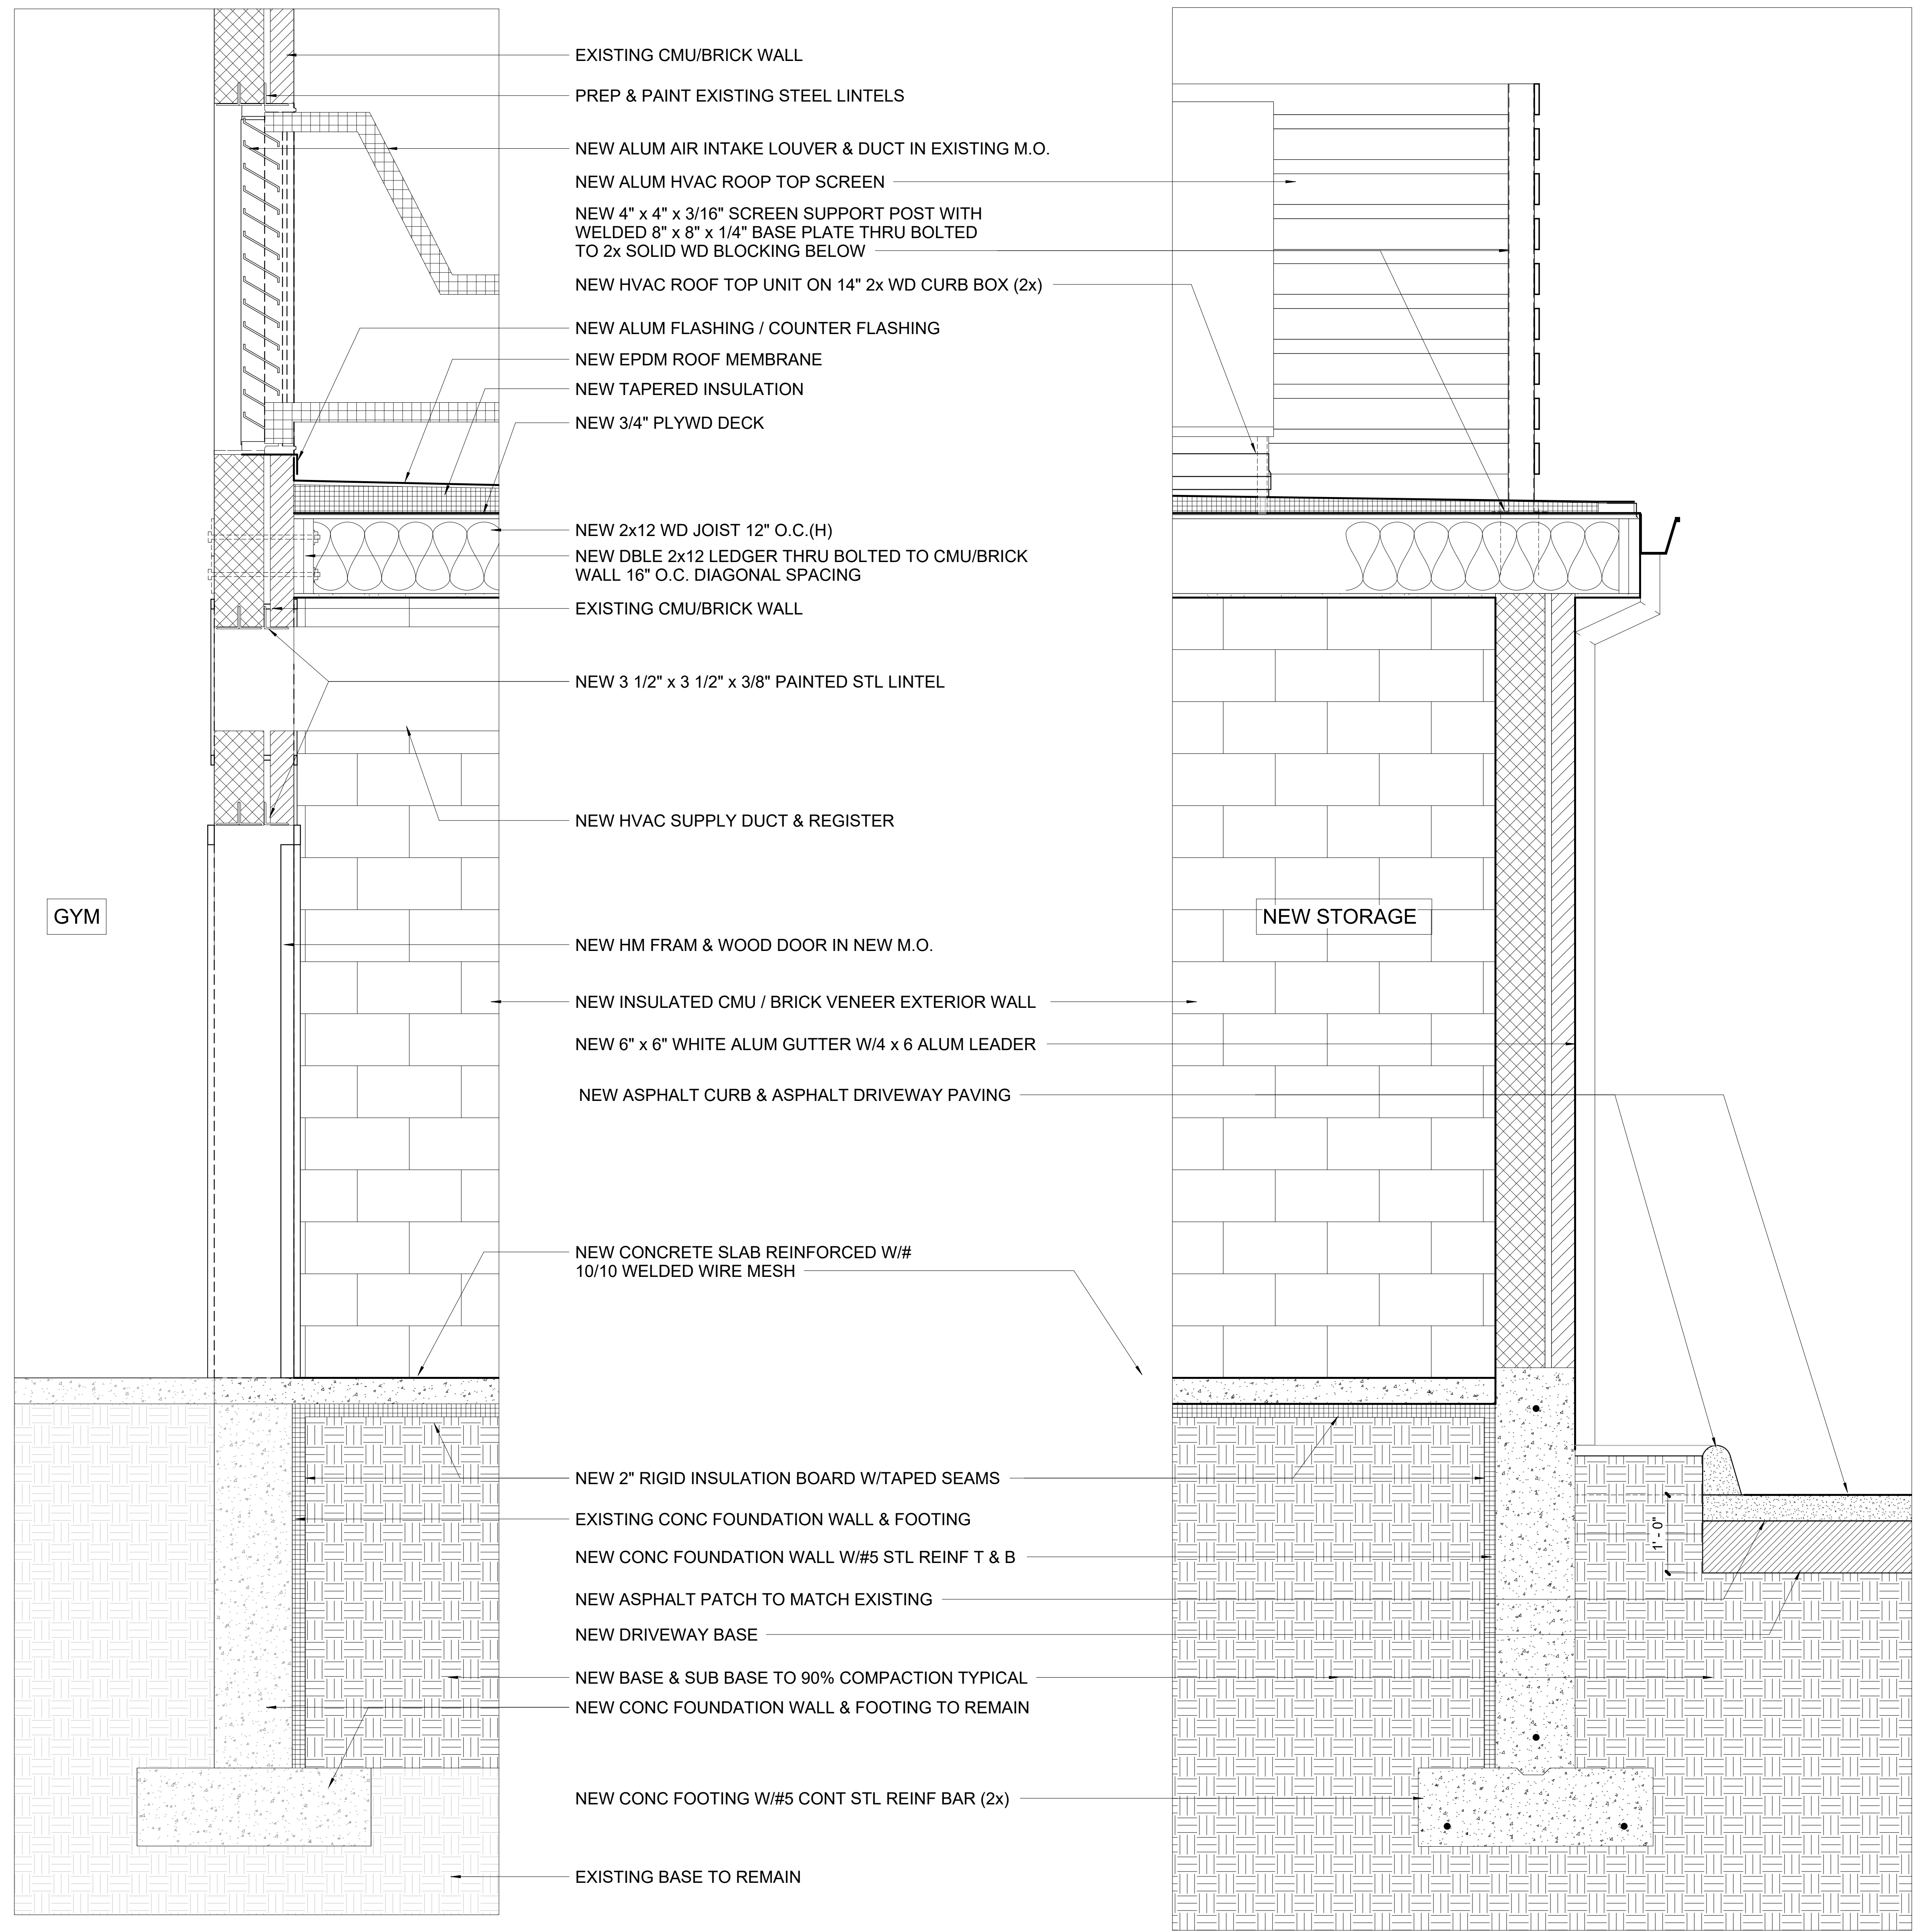 EXISTING CMU/BRICK WALL
PREP & PAINT EXISTING STEEL LINTELS
NEW ALUM AIR INTAKE LOUVER & DUCT IN EXISTING M.O.
NEW ALUM HVAC ROOP TOP SCREEN
NEW 4" x 4" x 3/16" SCREEN SUPPORT POST WITH
WELDED 8" x 8" x 1/4" BASE PLATE THRU BOLTED
TO 2x SOLID WD BLOCKING BELOW
NEW HVAC ROOF TOP UNIT ON 14" 2x WD CURB BOX (2x)
NEW ALUM FLASHING / COUNTER FLASHING
NEW EPDM ROOF MEMBRANE
NEW TAPERED INSULATION
NEW 3/4" PLYWD DECK
NEW 2x12 WD JOIST 12" O.C.(H)
NEW DBLE 2x12 LEDGER THRU BOLTED TO CMU/BRICK
WALL 16" O.C. DIAGONAL SPACING
EXISTING CMU/BRICK WALL
NEW 3 1/2" x 3 1/2" x 3/8" PAINTED STL LINTEL
NEW HVAC SUPPLY DUCT & REGISTER
GYM
NEW STORAGE
NEW HM FRAM & WOOD DOOR IN NEW M.O.
NEW INSULATED CMU / BRICK VENEER EXTERIOR WALL
NEW 6" x 6" WHITE ALUM GUTTER W/4 x 6 ALUM LEADER
NEW ASPHALT CURB & ASPHALT DRIVEWAY PAVING
NEW CONCRETE SLAB REINFORCED W/#
10/10 WELDED WIRE MESH
NEW 2" RIGID INSULATION BOARD W/TAPED SEAMS
EXISTING CONC FOUNDATION WALL & FOOTING
1' - 0"
NEW CONC FOUNDATION WALL W/#5 STL REINF T & B
NEW ASPHALT PATCH TO MATCH EXISTING
NEW DRIVEWAY BASE
NEW BASE & SUB BASE TO 90% COMPACTION TYPICAL
NEW CONC FOUNDATION WALL & FOOTING TO REMAIN
NEW CONC FOOTING W/#5 CONT STL REINF BAR (2x)
EXISTING BASE TO REMAIN